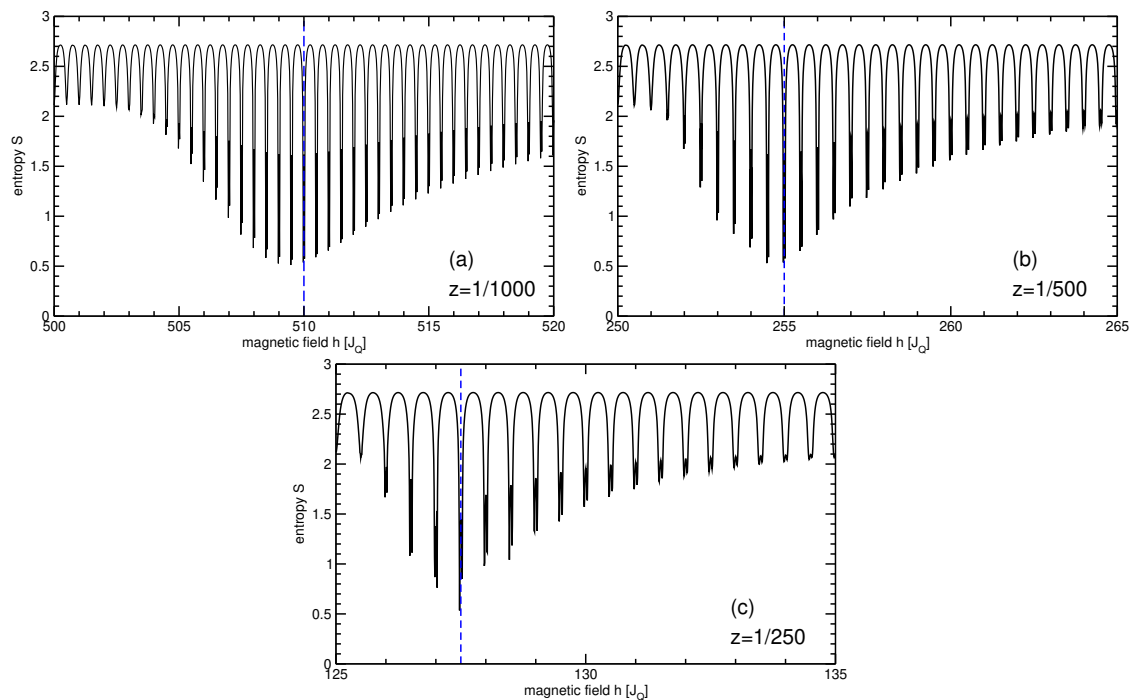 3
2.5
2
1.5
1
0.5
0
entropy S
(a)
z=1/1000
500 505 510 515 520
magnetic field h [J_Q]
3
2.5
2
1.5
1
0.5
0
entropy S
(b)
z=1/500
250 255 260 265
magnetic field h [J_Q]
3
2.5
2
1.5
1
0.5
0
entropy S
(c)
z=1/250
125 130 135
magnetic field h [J_Q]